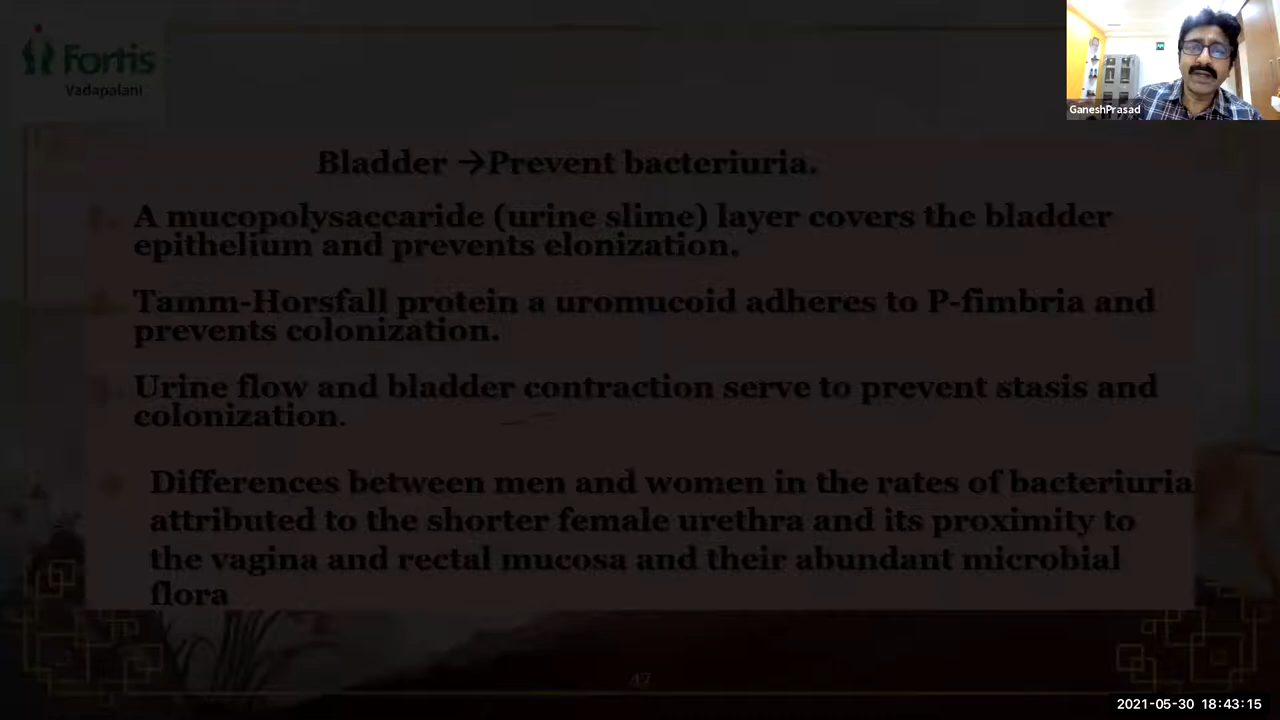 Fortis
Vadapalani
GaneshPrasad
Bladder →Prevent bacteriuria.
A mucopolysaccaride (urine slime) layer covers the bladder
epithelium and prevents elonization.
Tamm-Horsfall protein a uromucoid adheres to P-fimbria and
prevents colonization.
Urine flow and bladder contraction serve to prevent stasis and
colonization.
Differences between men and women in the rates of bacteriuria
attributed to the shorter female urethra and its proximity to
the vagina and rectal mucosa and their abundant microbial
flora
47
2021-05-30 18:43:15